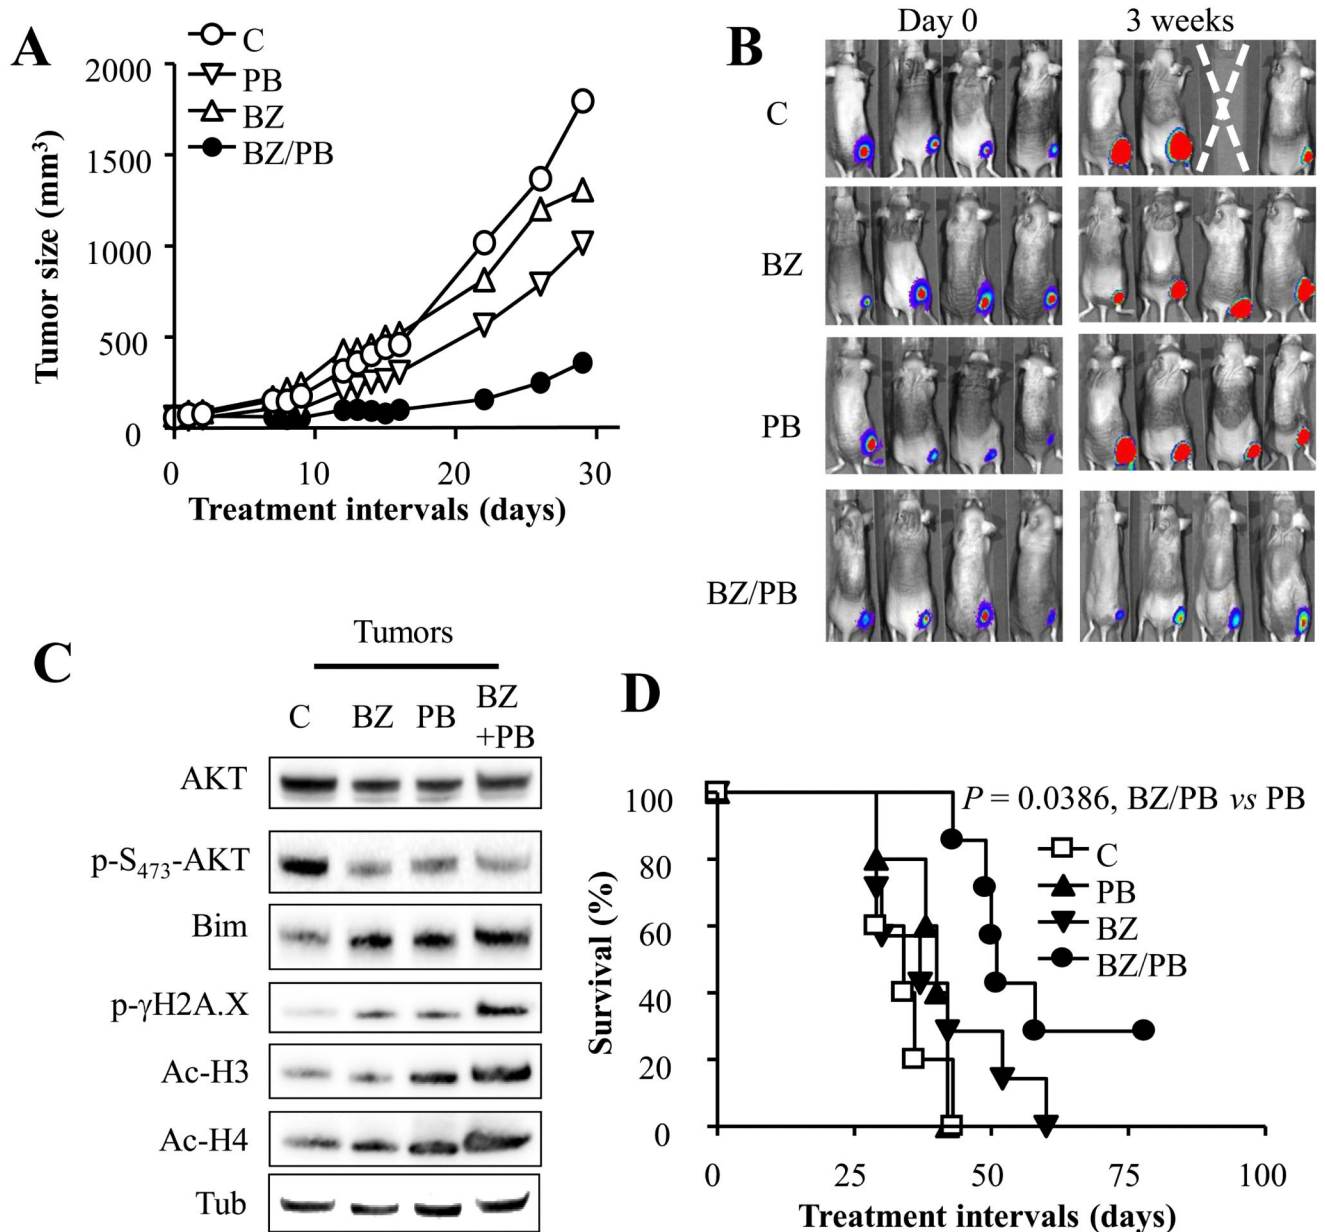 A
C
PB
BZ
BZ/PB
2000
1500
1000
500
0
Tumor size (mm³)
0 10 20 30
Treatment intervals (days)
B
Day 0 3 weeks
C
BZ
PB
BZ/PB
C
Tumors
C BZ PB BZ
+PB
AKT
p-S₄₇₃-AKT
Bim
p-γH2A.X
Ac-H3
Ac-H4
Tub
D
P = 0.0386, BZ/PB vs PB
C
PB
BZ
BZ/PB
100
80
60
40
20
0
Survival (%)
0 25 50 75 100
Treatment intervals (days)